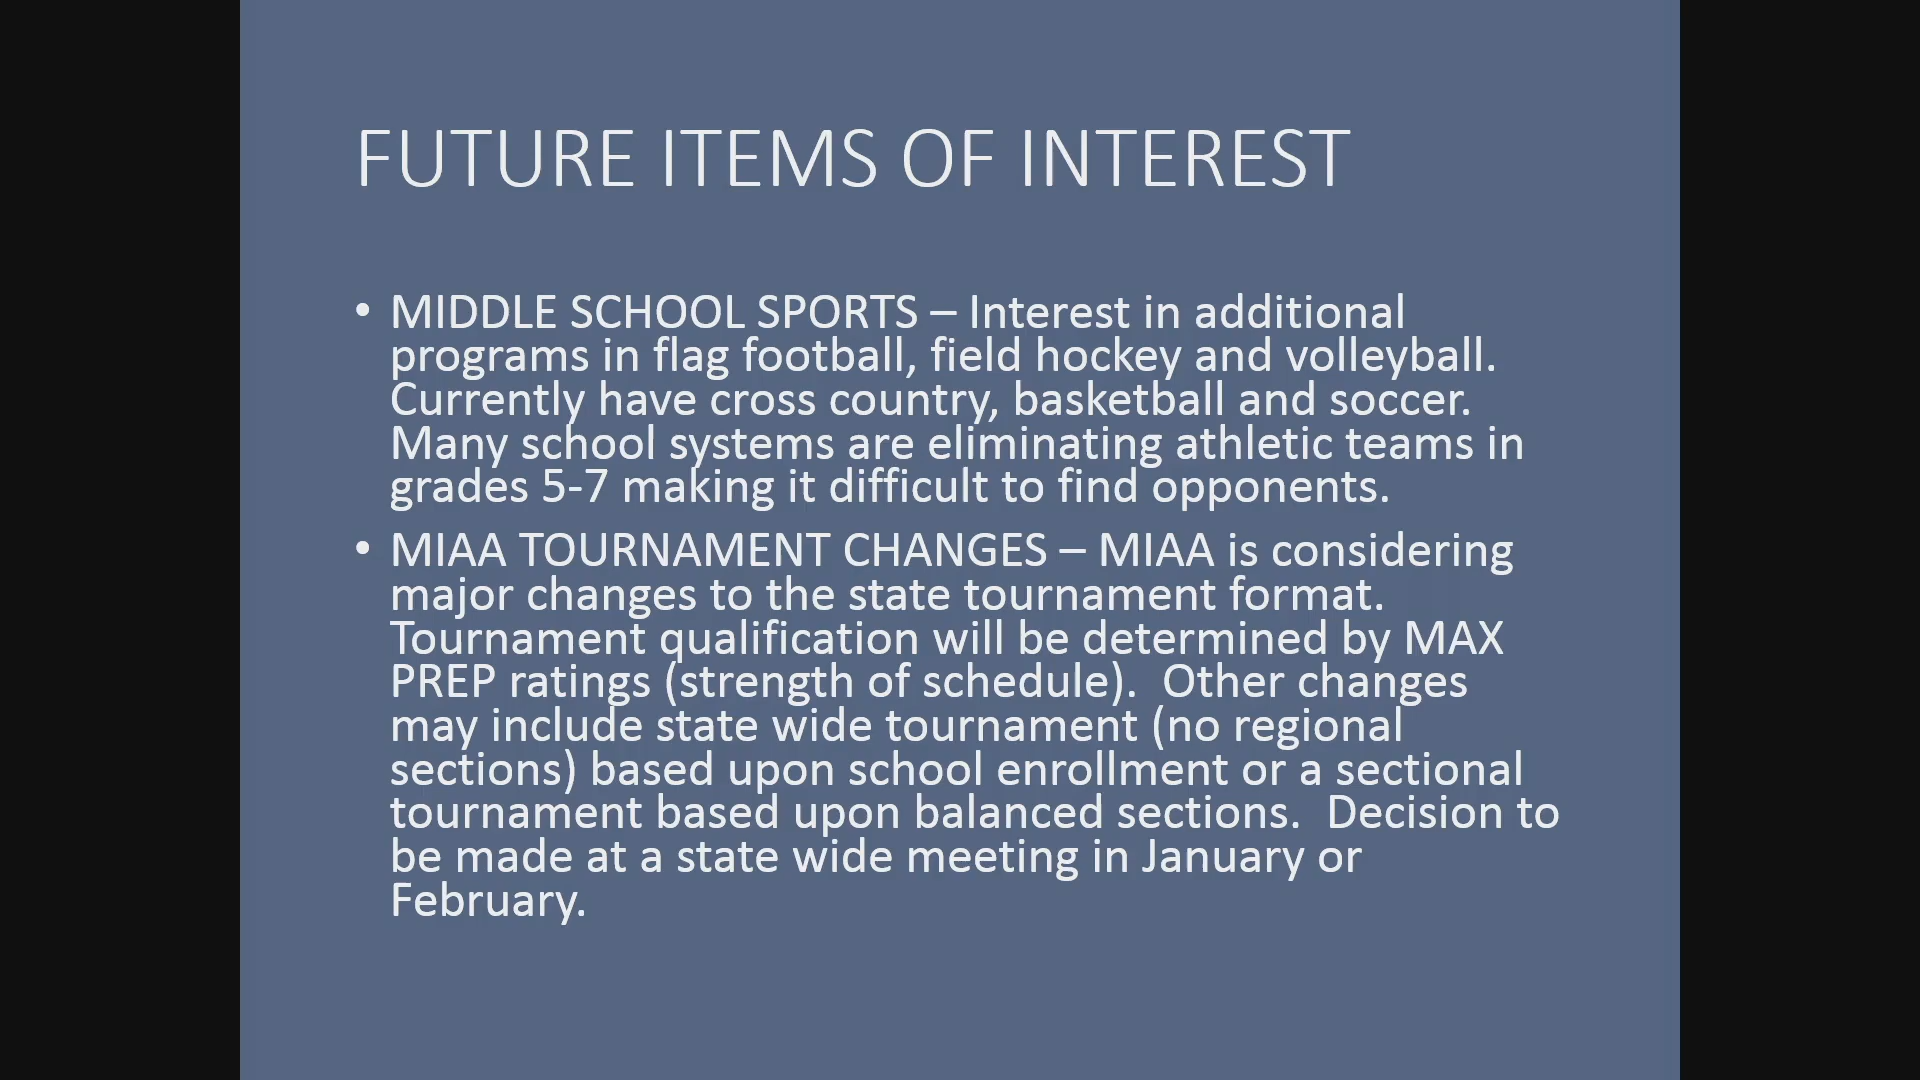 FUTURE ITEMS OF INTEREST
• MIDDLE SCHOOL SPORTS – Interest in additional
programs in flag football, field hockey and volleyball.
Currently have cross country, basketball and soccer.
Many school systems are eliminating athletic teams in
grades 5-7 making it difficult to find opponents.
• MIAA TOURNAMENT CHANGES – MIAA is considering
major changes to the state tournament format.
Tournament qualification will be determined by MAX
PREP ratings (strength of schedule).  Other changes
may include state wide tournament (no regional
sections) based upon school enrollment or a sectional
tournament based upon balanced sections.  Decision to
be made at a state wide meeting in January or
February.